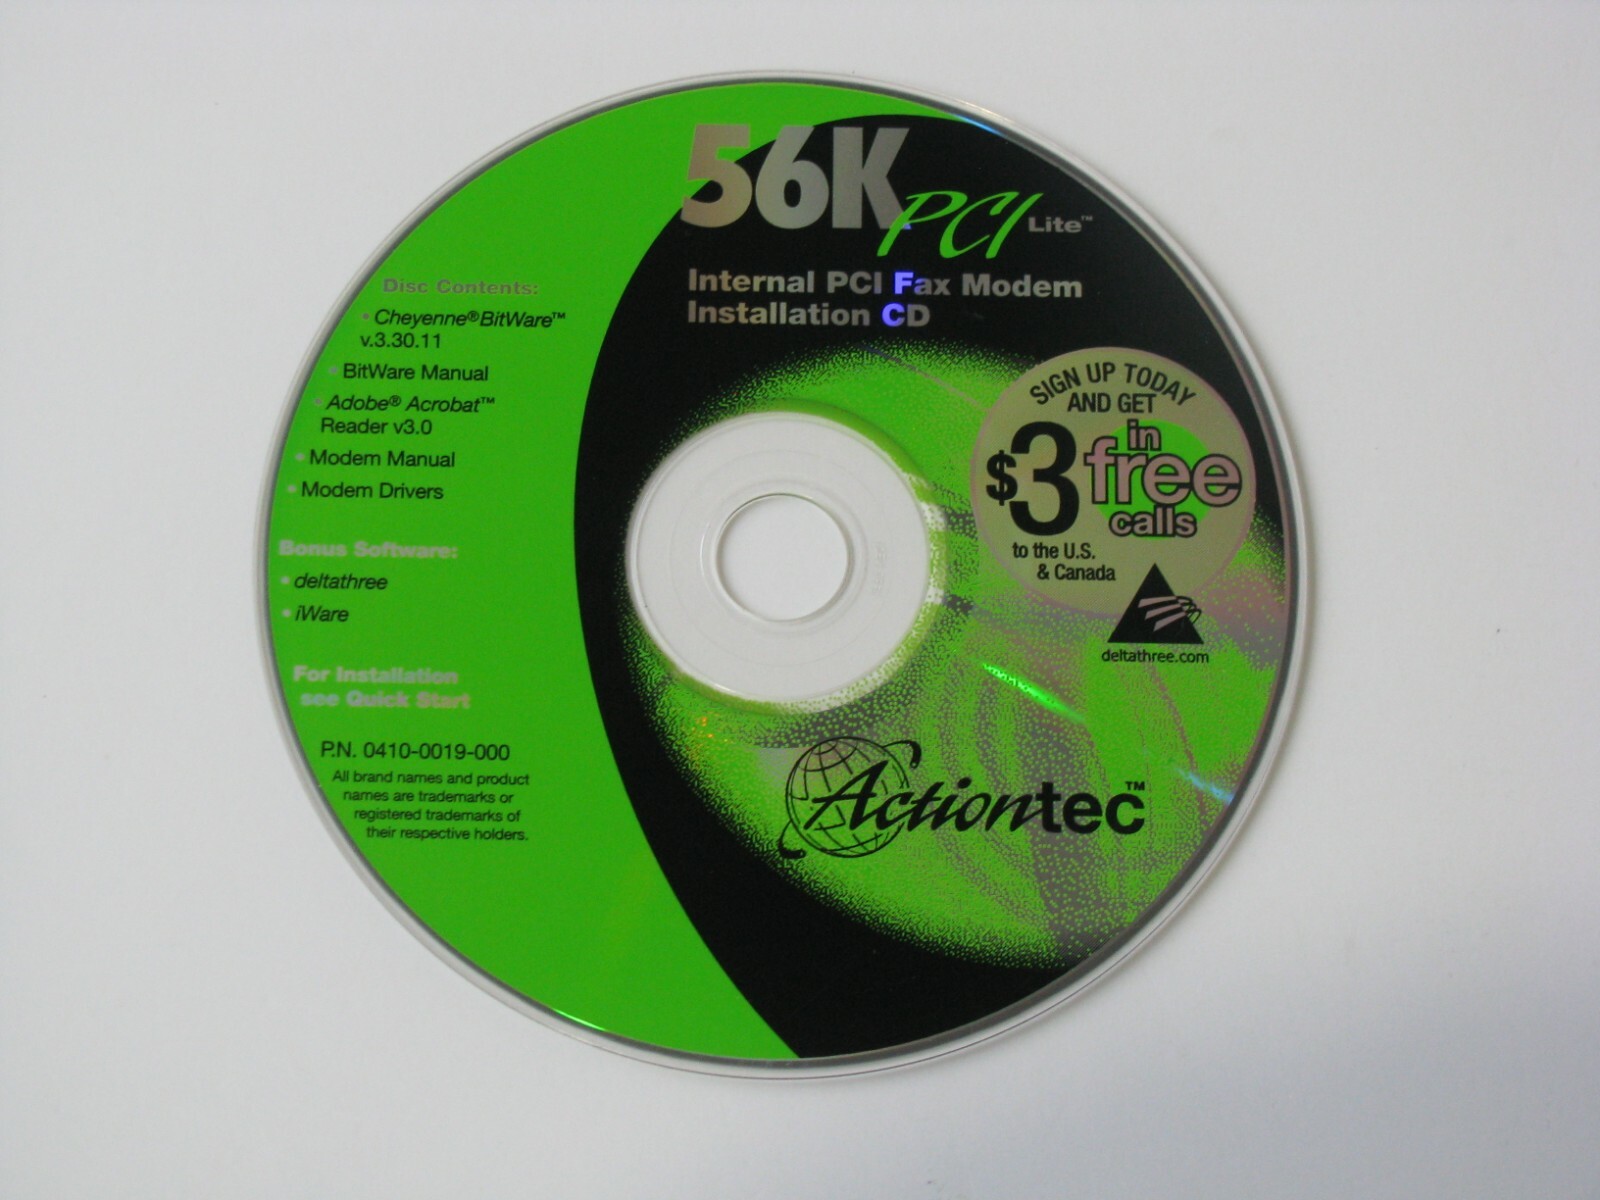 56K PCI Lite™
Internal PCI Fax Modem
Installation CD
Disc Contents:
• Cheyenne®BitWare™
v.3.30.11
• BitWare Manual
• Adobe® Acrobat™
Reader v3.0
• Modem Manual
• Modem Drivers
Bonus Software:
• deltathree
• iWare
For Installation
see Quick Start
P.N. 0410-0019-000
All brand names and product
names are trademarks or
registered trademarks of
their respective holders.
SIGN UP TODAY
AND GET
$3 in free calls
to the U.S.
& Canada
deltathree.com
Actiontec™